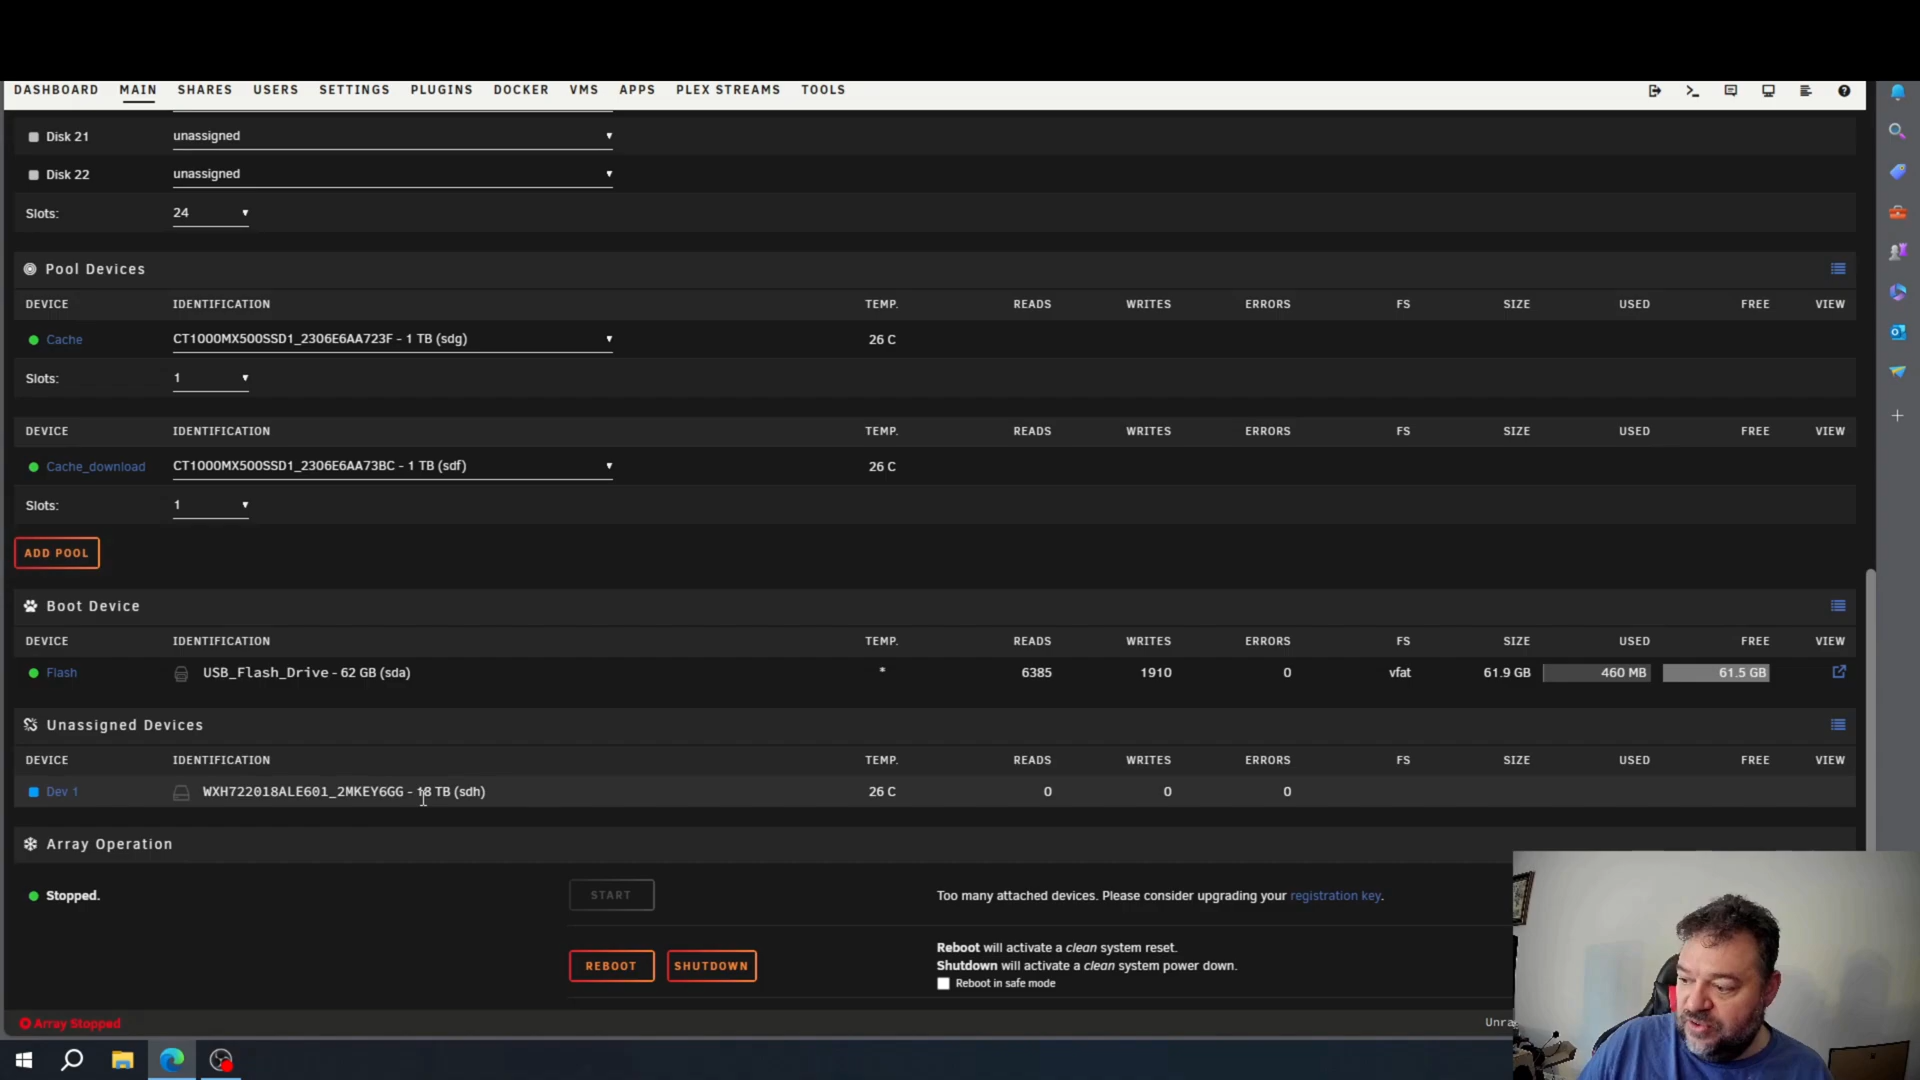 DASHBOARD MAIN SHARES USERS SETTINGS PLUGINS DOCKER VMS APPS PLEX STREAMS TOOLS
Disk 21 unassigned
Disk 22 unassigned
Slots: 24
Pool Devices
DEVICE IDENTIFICATION TEMP. READS WRITES ERRORS FS SIZE USED FREE VIEW
Cache CT1000MX500SSD1_2306E6AA723F - 1 TB (sdg) 26 C
Slots: 1
DEVICE IDENTIFICATION TEMP. READS WRITES ERRORS FS SIZE USED FREE VIEW
Cache_download CT1000MX500SSD1_2306E6AA73BC - 1 TB (sdf) 26 C
Slots: 1
ADD POOL
Boot Device
DEVICE IDENTIFICATION TEMP. READS WRITES ERRORS FS SIZE USED FREE VIEW
Flash USB_Flash_Drive - 62 GB (sda) * 6385 1910 0 vfat 61.9 GB 460 MB 61.5 GB
Unassigned Devices
DEVICE IDENTIFICATION TEMP. READS WRITES ERRORS FS SIZE USED FREE VIEW
Dev 1 WXH722018ALE601_2MKEY6GG - 18 TB (sdh) 26 C 0 0 0
Array Operation
Stopped. START Too many attached devices. Please consider upgrading your registration key.
REBOOT SHUTDOWN Reboot will activate a clean system reset.
Shutdown will activate a clean system power down.
Reboot in safe mode
Array Stopped